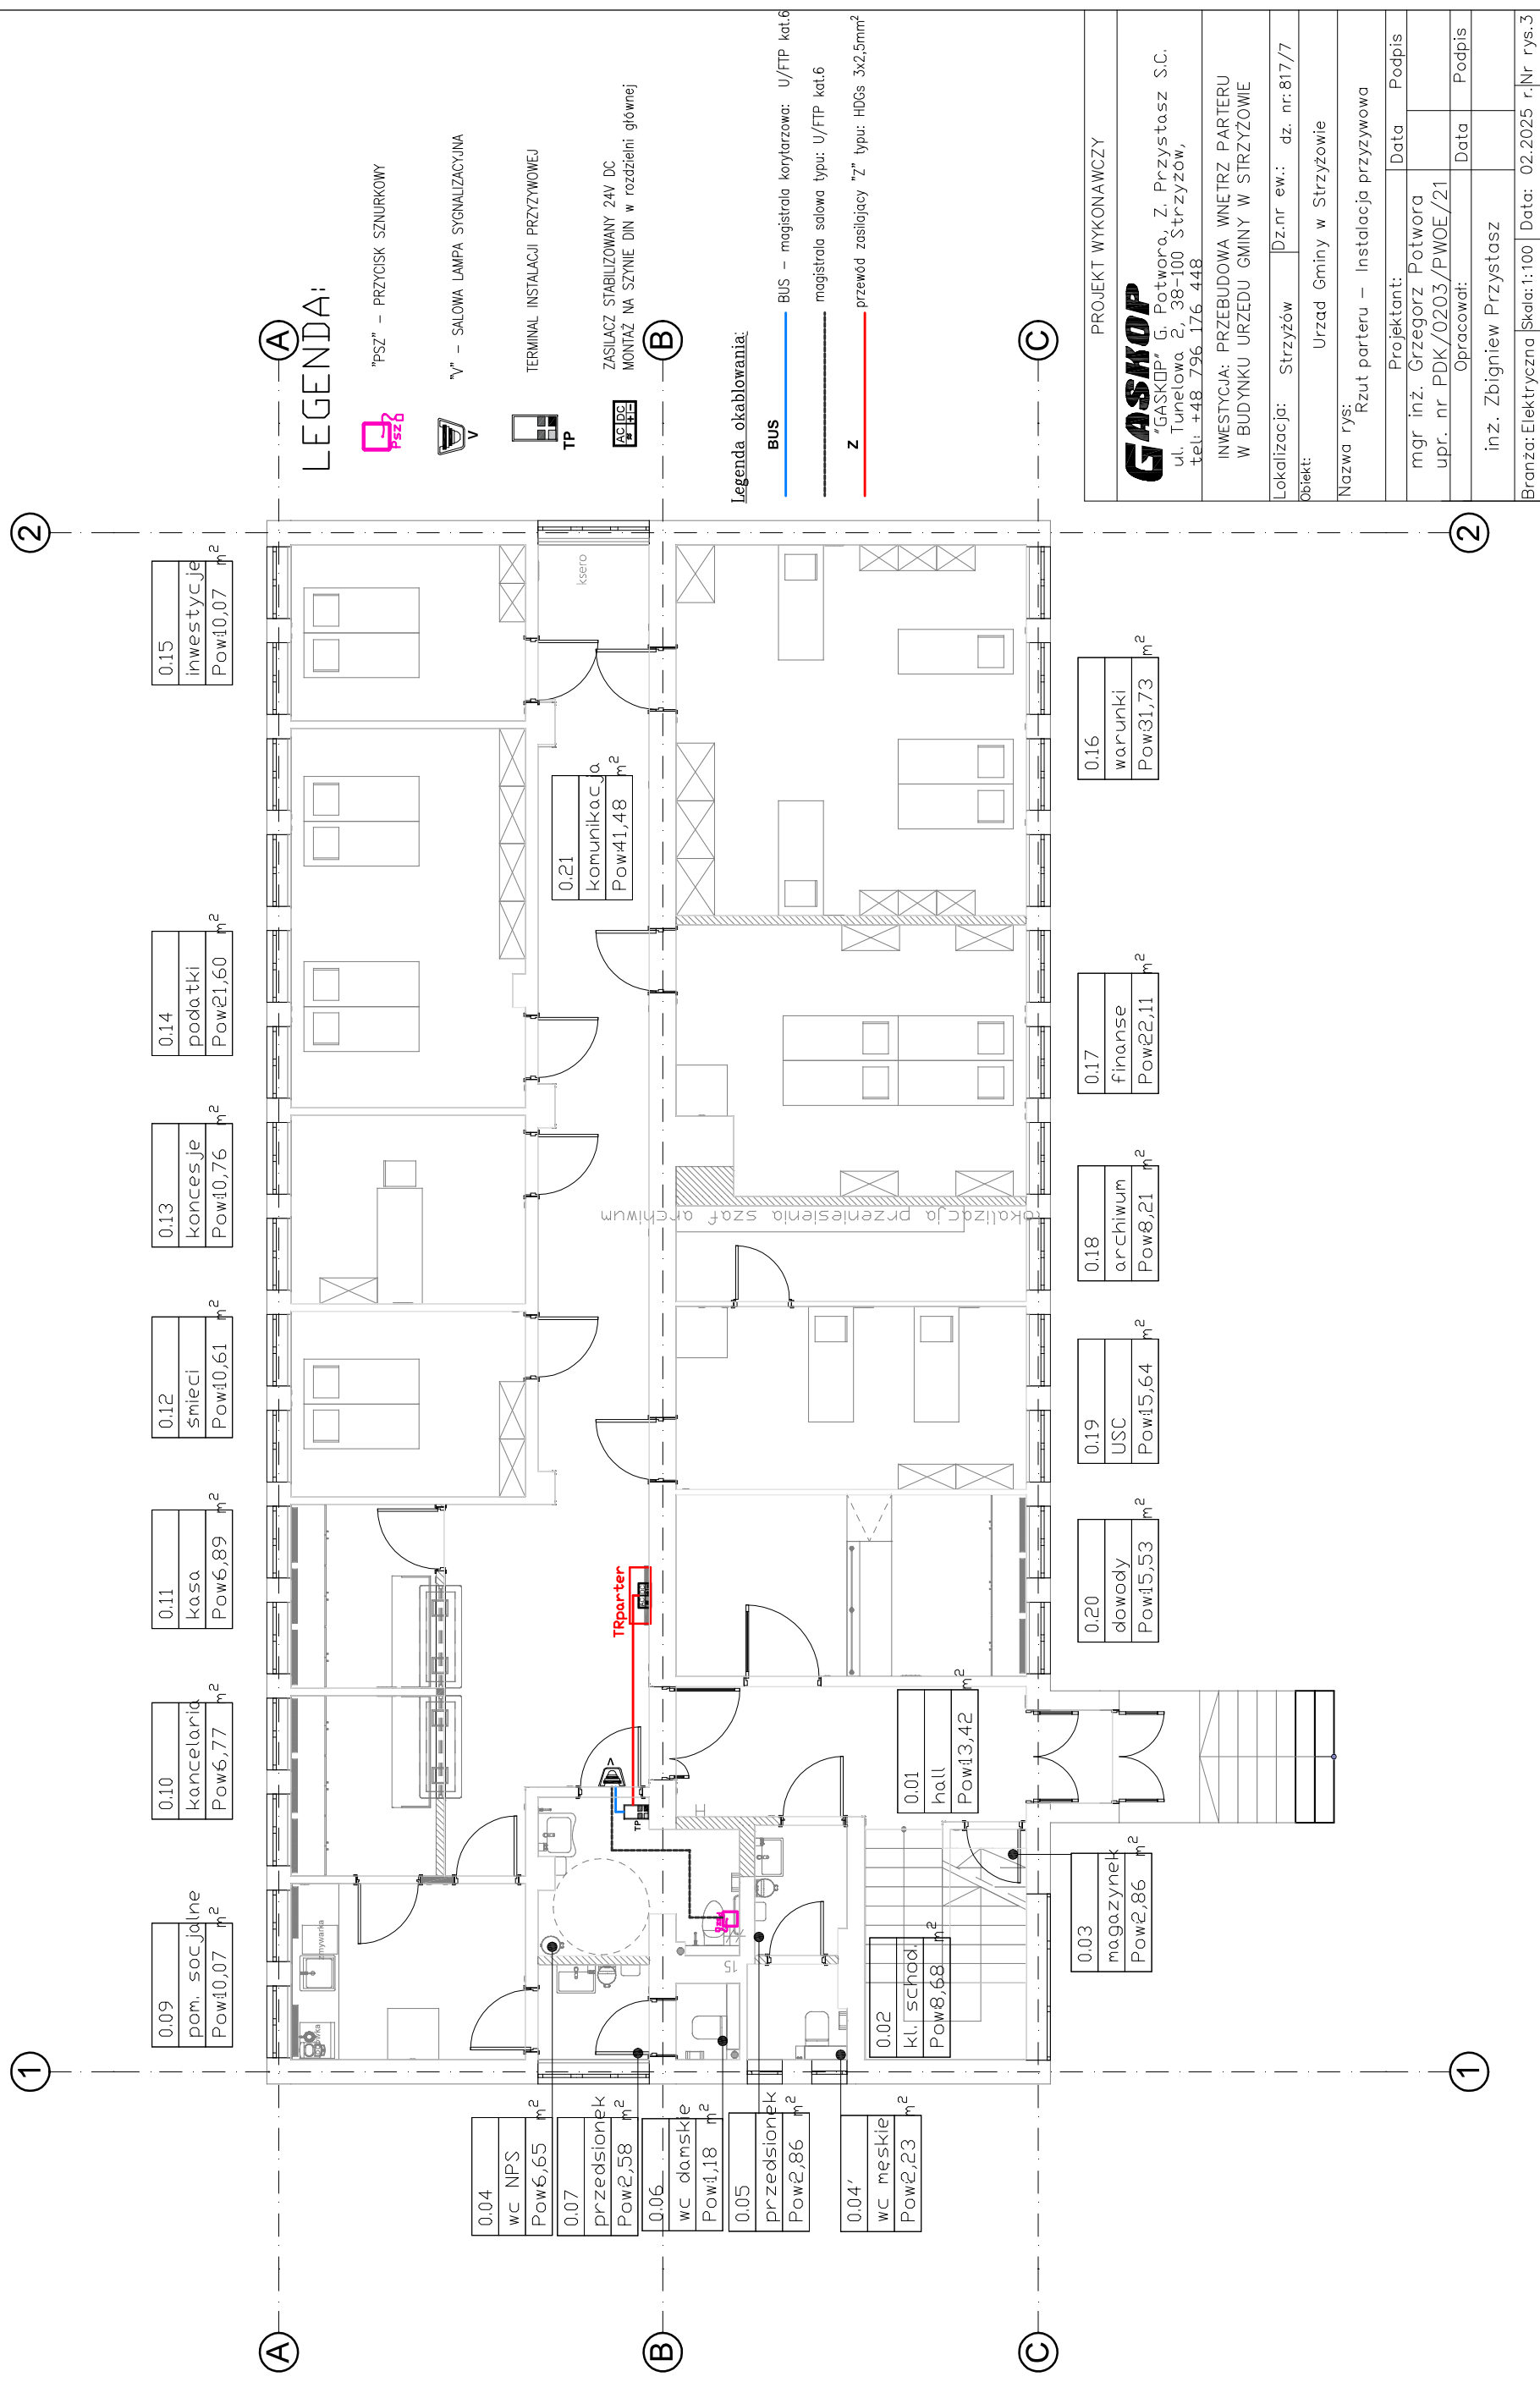 LEGENDA:
Psz
"PSZ" – PRZYCISK SZNURKOWY
V
"V" – SALOWA LAMPA SYGNALIZACYJNA
TP
TERMINAL INSTALACJI PRZYZYWOWEJ
AC DC
ZASILACZ STABILIZOWANY 24V DC
MONTAŻ NA SZYNIE DIN w rozdzielni głównej
Legenda okablowania:
BUS
BUS – magistrala korytarzowa: U/FTP kat.6
magistrala salowa typu: U/FTP kat.6
Z
przewód zasilający "Z" typu: HDGs 3x2,5mm²
1
2
A
B
C
A
B
C
1
2
0.09
pom. socjalne
Pow:10,07 m²
0.10
kancelaria
Pow:6,77 m²
0.11
kasa
Pow:6,89 m²
0.12
śmieci
Pow:10,61 m²
0.13
koncesje
Pow:10,76 m²
0.14
podatki
Pow:21,60 m²
0.15
inwestycje
Pow:10,07 m²
zmywarka
ksero
0.21
komunikacja
Pow:41,48 m²
TRparter
V
TP
H
15
lokalizacja przeniesienia szaf archiwum
0.04
wc NPS
Pow:6,65 m²
0.07
przedsionek
Pow:2,58 m²
0.06
wc damskie
Pow:1,18 m²
0.05
przedsionek
Pow:2,86 m²
0.04'
wc męskie
Pow:2,23 m²
0.02
kl. schod.
Pow:8,68 m²
0.01
hall
Pow:13,42 m²
0.03
magazynek
Pow:2,86 m²
0.20
dowody
Pow:15,53 m²
0.19
USC
Pow:15,64 m²
0.18
archiwum
Pow:8,21 m²
0.17
finanse
Pow:22,11 m²
0.16
warunki
Pow:31,73 m²
PROJEKT WYKONAWCZY
GASKOP
"GASKOP" G. Potwora, Z. Przystasz S.C.
ul. Tunelowa 2, 38-100 Strzyżów,
tel: +48 796 176 448
INWESTYCJA: PRZEBUDOWA WNĘTRZ PARTERU
W BUDYNKU URZĘDU GMINY W STRZYŻOWIE
Lokalizacja: Strzyżów Dz.nr ew.: dz. nr: 817/7
Obiekt: Urząd Gminy w Strzyżowie
Nazwa rys: Rzut parteru – Instalacja przyzywowa
Projektant: Data Podpis
mgr inż. Grzegorz Potwora
upr. nr PDK/0203/PWOE/21
Opracował: Data Podpis
inż. Zbigniew Przystasz
Branża: Elektryczna Skala: 1:100 Data: 02.2025 r. Nr rys.3